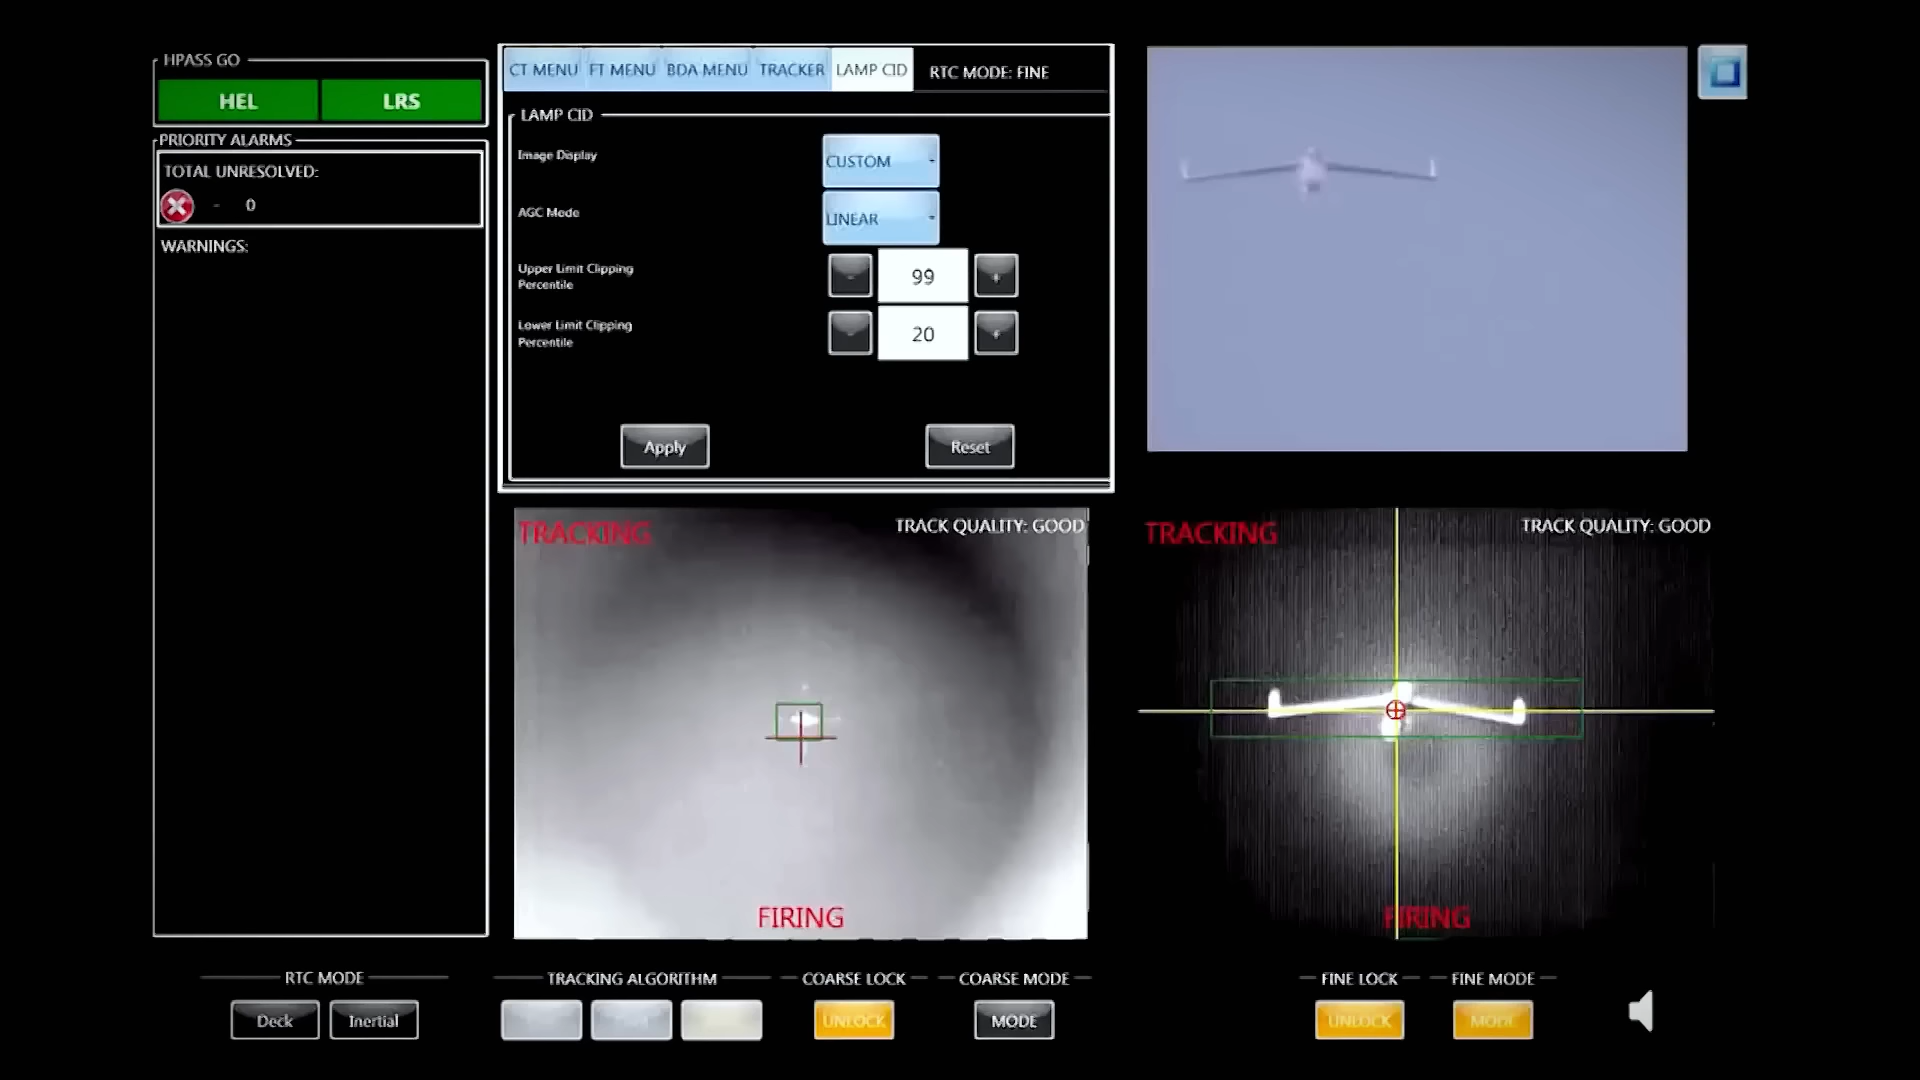 HPASS GO
HEL LRS
PRIORITY ALARMS
TOTAL UNRESOLVED:
- 0
WARNINGS:
CT MENU FT MENU BDA MENU TRACKER LAMP CID RTC MODE: FINE
LAMP CID
Image Display CUSTOM
AGC Mode LINEAR
Upper Limit Clipping
Percentile
- 99 +
Lower Limit Clipping
Percentile
- 20 +
Apply Reset
TRACKING TRACK QUALITY: GOOD
FIRING
TRACKING TRACK QUALITY: GOOD
FIRING
RTC MODE
Deck Inertial
TRACKING ALGORITHM
COARSE LOCK
UNLOCK
COARSE MODE
MODE
FINE LOCK
UNLOCK
FINE MODE
MODE